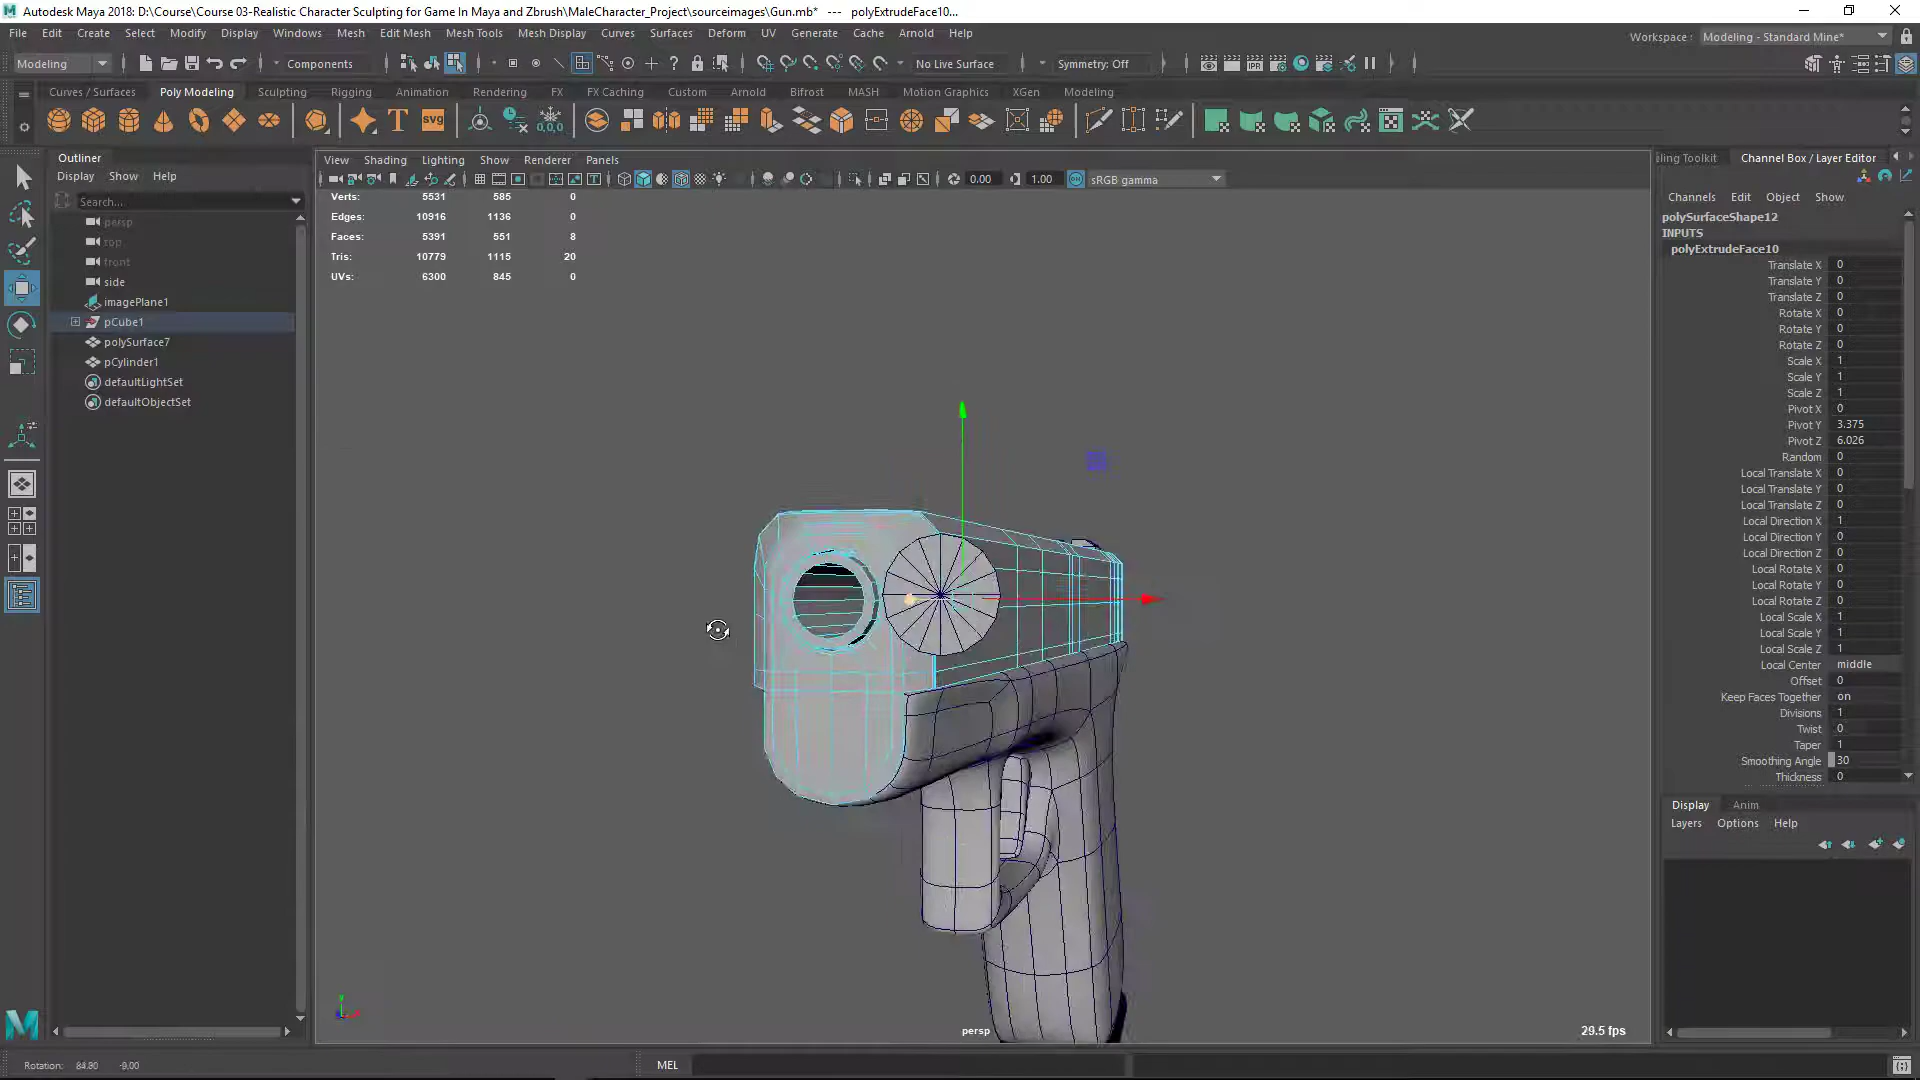 Autodesk Maya 2018: D:\Course\Course 03-Realistic Character Sculpting for Game In Maya and Zbrush\MaleCharacter_Project\sourceimages\Gun.mb* --- polyExtrudeFace10...
File Edit Create Select Modify Display Windows Mesh Edit Mesh Mesh Tools Mesh Display Curves Surfaces Deform UV Generate Cache Arnold Help
Workspace : Modeling - Standard Mine*
Modeling Components No Live Surface Symmetry: Off
Curves / Surfaces Poly Modeling Sculpting Rigging Animation Rendering FX FX Caching Custom Arnold Bifrost MASH Motion Graphics XGen Modeling
T svg 0,0,0
Outliner
Display Show Help
Search...
persp
top
front
side
imagePlane1
pCube1
polySurface7
pCylinder1
defaultLightSet
defaultObjectSet
View Shading Lighting Show Renderer Panels
0.00 1.00 sRGB gamma
Verts: 5531 585 0
Edges: 10916 1136 0
Faces: 5391 551 8
Tris: 10779 1115 20
UVs: 6300 845 0
persp
29.5 fps
ling Toolkit Channel Box / Layer Editor
Channels Edit Object Show
polySurfaceShape12
INPUTS
polyExtrudeFace10
Translate X 0
Translate Y 0
Translate Z 0
Rotate X 0
Rotate Y 0
Rotate Z 0
Scale X 1
Scale Y 1
Scale Z 1
Pivot X 0
Pivot Y 3.375
Pivot Z 6.026
Random 0
Local Translate X 0
Local Translate Y 0
Local Translate Z 0
Local Direction X 1
Local Direction Y 0
Local Direction Z 0
Local Rotate X 0
Local Rotate Y 0
Local Rotate Z 0
Local Scale X 1
Local Scale Y 1
Local Scale Z 1
Local Center middle
Offset 0
Keep Faces Together on
Divisions 1
Twist 0
Taper 1
Smoothing Angle 30
Thickness 0
Display Anim
Layers Options Help
Rotation: 84.80 -9.00
MEL